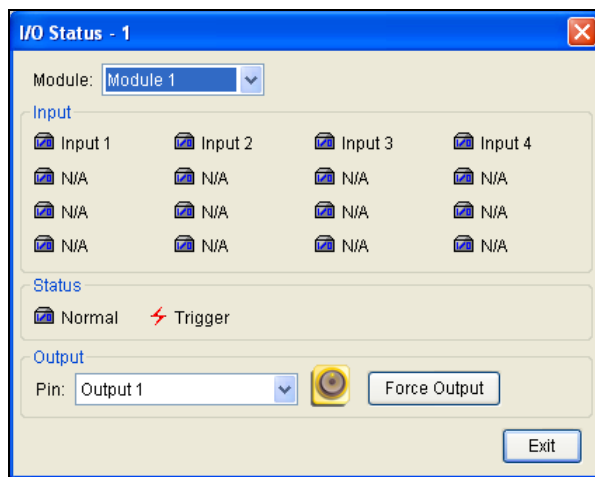 I/O Status - 1
Module: Module 1
Input
Input 1 Input 2 Input 3 Input 4
N/A N/A N/A N/A
N/A N/A N/A N/A
N/A N/A N/A N/A
Status
Normal Trigger
Output
Pin: Output 1 Force Output
Exit